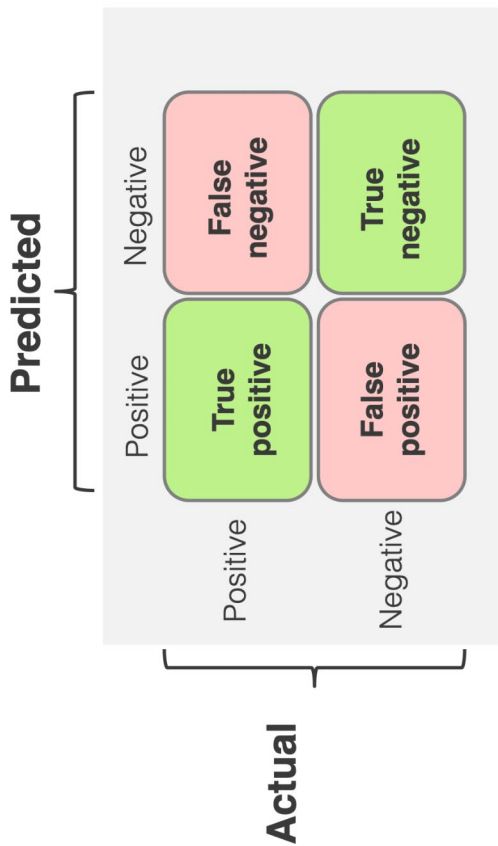 Predicted
Positive
Negative
Actual
Positive
True
positive
False
negative
Negative
False
positive
True
negative